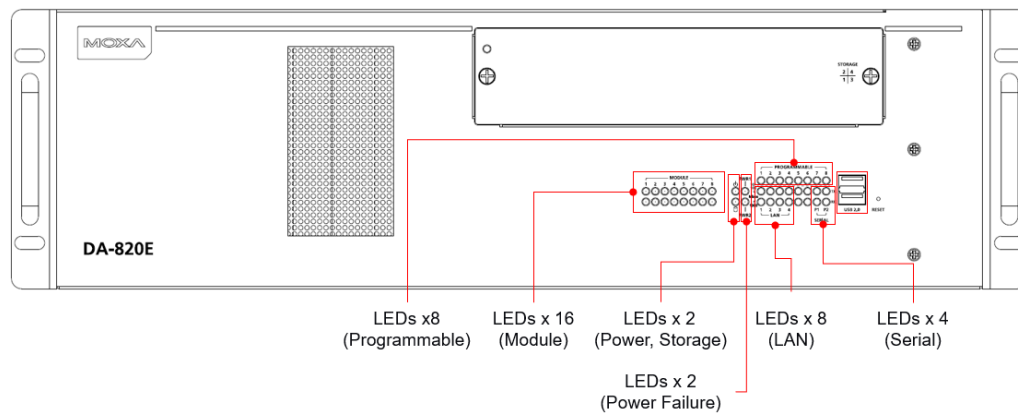 MOXA
STORAGE
2 4
1 3
PROGRAMMABLE
1 2 3 4 5 6 7 8
MODULE
1 2 3 4 5 6 7 8
PWR1
PWR2
1 2 3 4
LAN
P1 P2
SERIAL
USB 2.0
RESET
DA-820E
LEDs x8
(Programmable)
LEDs x 16
(Module)
LEDs x 2
(Power, Storage)
LEDs x 8
(LAN)
LEDs x 4
(Serial)
LEDs x 2
(Power Failure)